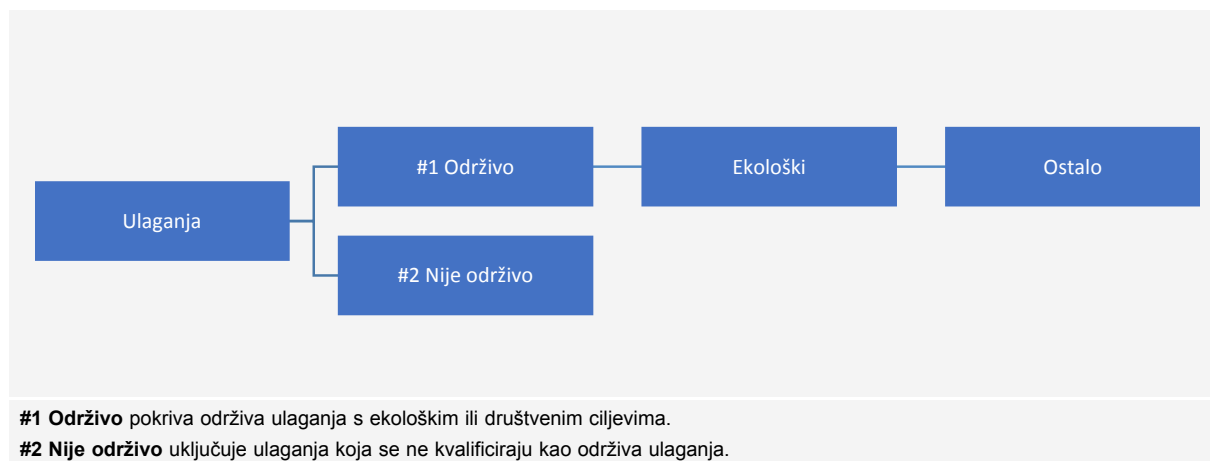 #1 Održivo
Ekološki
Ostalo
Ulaganja
#2 Nije održivo
#1 Održivo pokriva održiva ulaganja s ekološkim ili društvenim ciljevima.
#2 Nije održivo uključuje ulaganja koja se ne kvalificiraju kao održiva ulaganja.